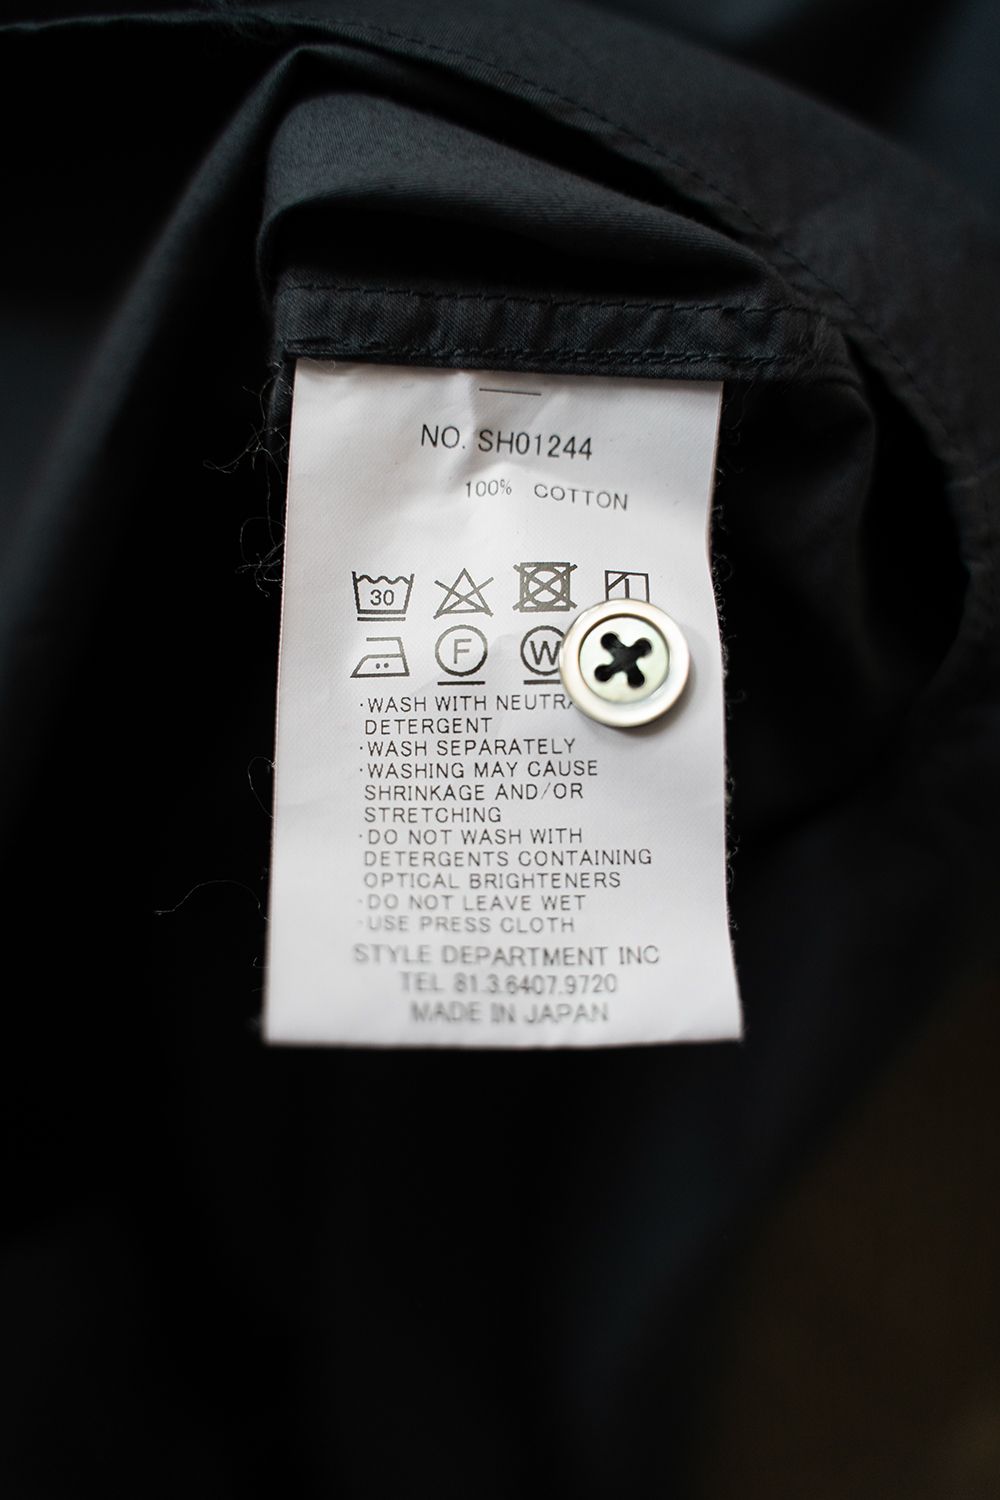 NO. SH01244
100% COTTON
30
F W
·WASH WITH NEUTRA
DETERGENT
·WASH SEPARATELY
·WASHING MAY CAUSE
SHRINKAGE AND/OR
STRETCHING
·DO NOT WASH WITH
DETERGENTS CONTAINING
OPTICAL BRIGHTENERS
·DO NOT LEAVE WET
·USE PRESS CLOTH
STYLE DEPARTMENT INC
TEL 81.3.6407.9720
MADE IN JAPAN